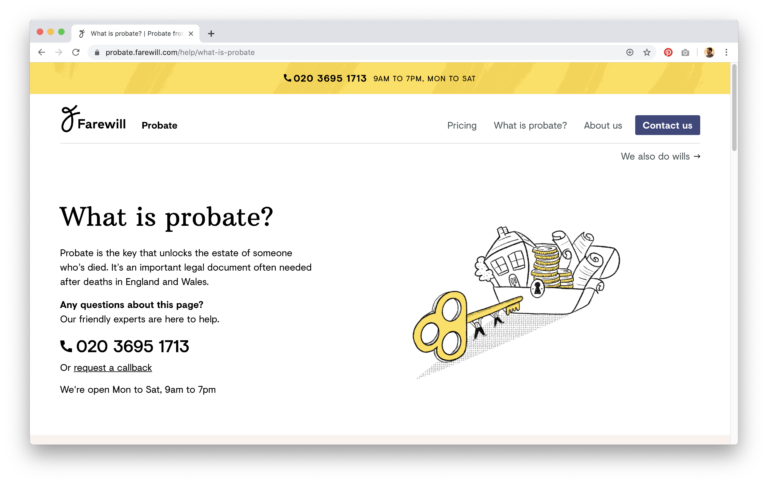 What is probate? | Probate fro
probate.farewill.com/help/what-is-probate
020 3695 1713 9AM TO 7PM, MON TO SAT
Farewill Probate
Pricing What is probate? About us Contact us
We also do wills →
What is probate?
Probate is the key that unlocks the estate of someone
who's died. It's an important legal document often needed
after deaths in England and Wales.
Any questions about this page?
Our friendly experts are here to help.
020 3695 1713
Or request a callback
We're open Mon to Sat, 9am to 7pm